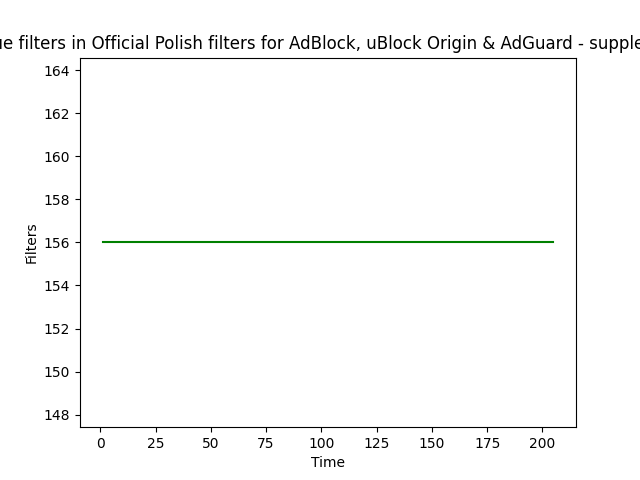 ue filters in Official Polish filters for AdBlock, uBlock Origin & AdGuard - supple
164
162
160
158
156
154
152
150
148
Filters
0 25 50 75 100 125 150 175 200
Time